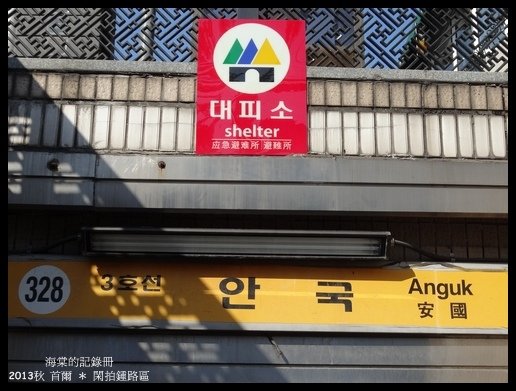 대피소
shelter
应急避难所 避難所
328 3호선 안국 Anguk
安國
海棠的記錄冊
2013秋 首爾 * 閑拍鍾路區